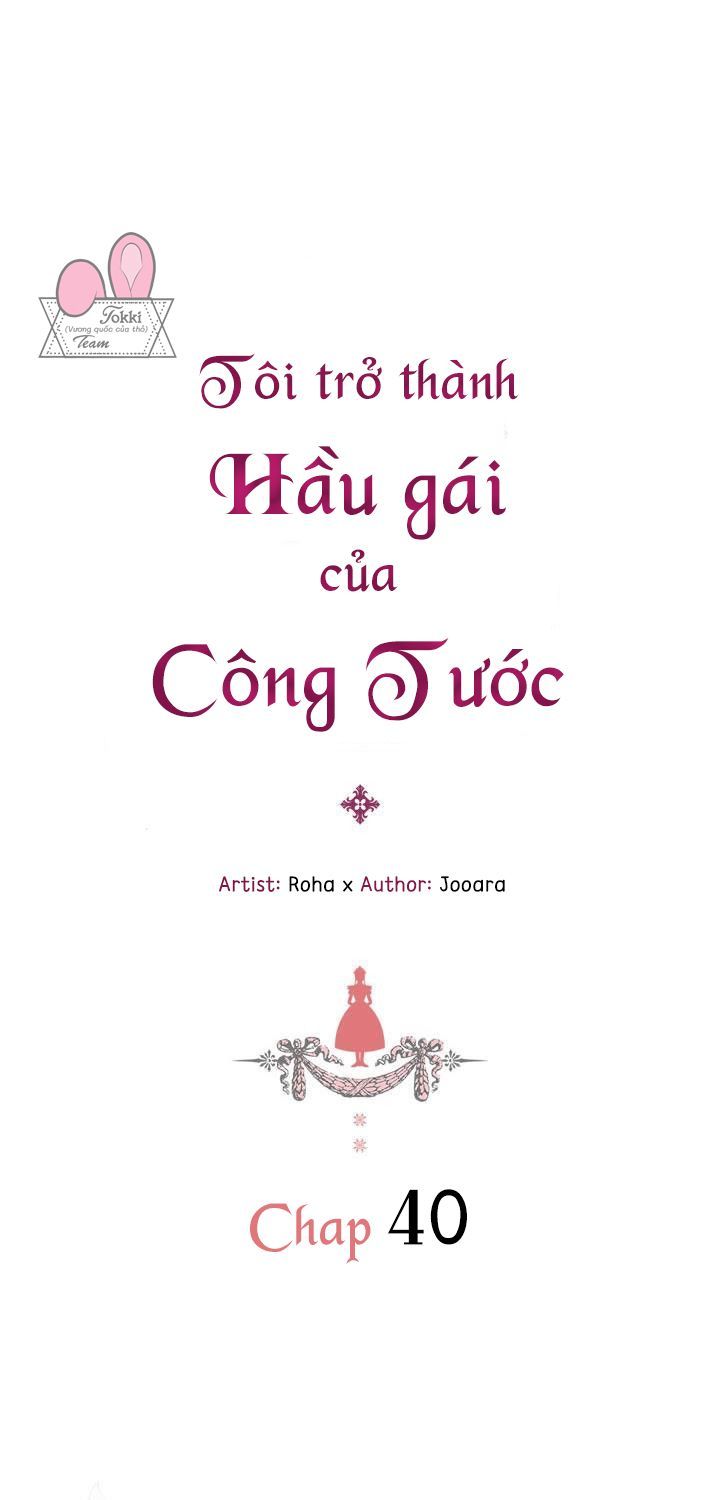 Tokki
(Vương quốc của thỏ)
Team
Tôi trở thành
Hầu gái
của
Công Tước
Artist: Roha x Author: Jooara
Chap 40